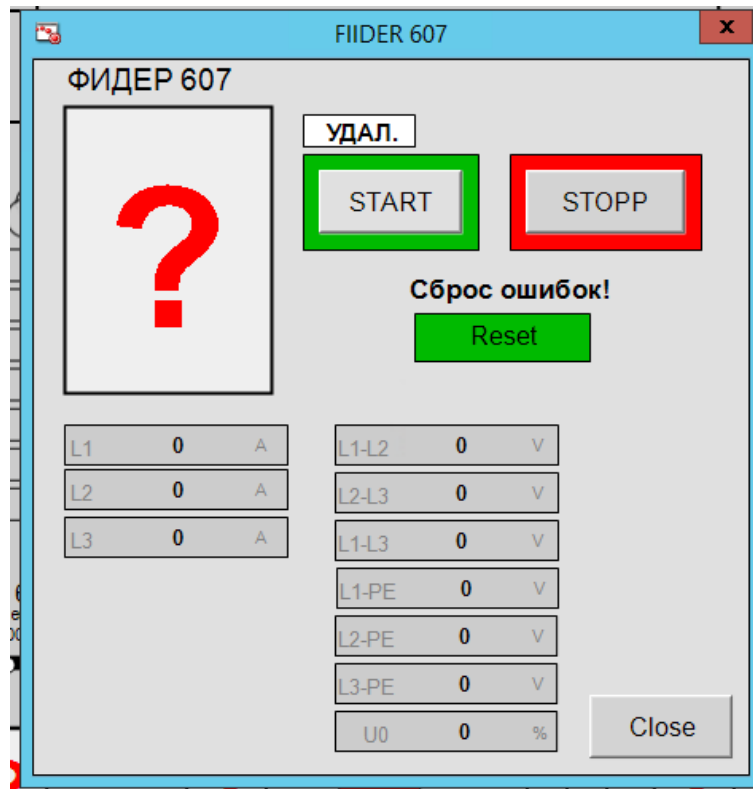 FIIDER 607
x
ФИДЕР 607
?
УДАЛ.
START
STOPP
Сброс ошибок!
Reset
L1 0 A
L2 0 A
L3 0 A
L1-L2 0 V
L2-L3 0 V
L1-L3 0 V
L1-PE 0 V
L2-PE 0 V
L3-PE 0 V
U0 0 %
Close